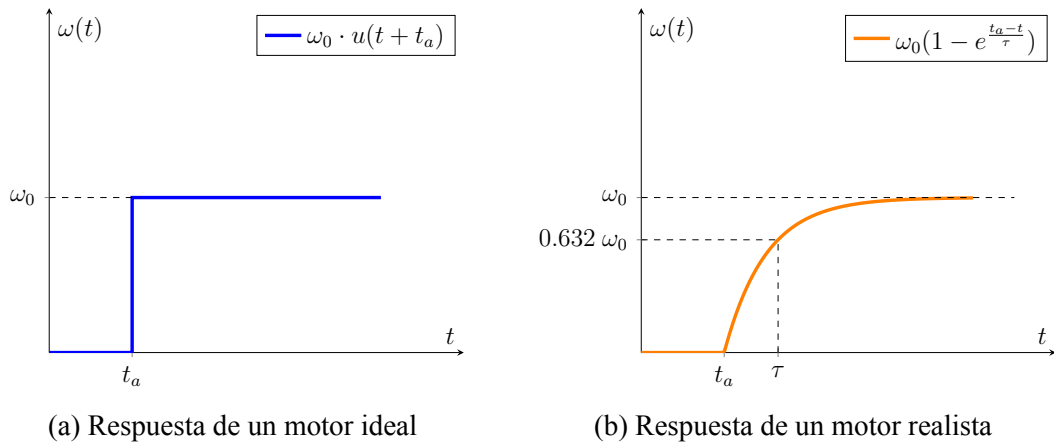 ω(t)
ω₀ · u(t + tₐ)
ω₀
t
tₐ
(a) Respuesta de un motor ideal
ω(t)
ω₀(1 − e^{\frac{tₐ−t}{τ}})
ω₀
0.632 ω₀
t
tₐ
τ
(b) Respuesta de un motor realista